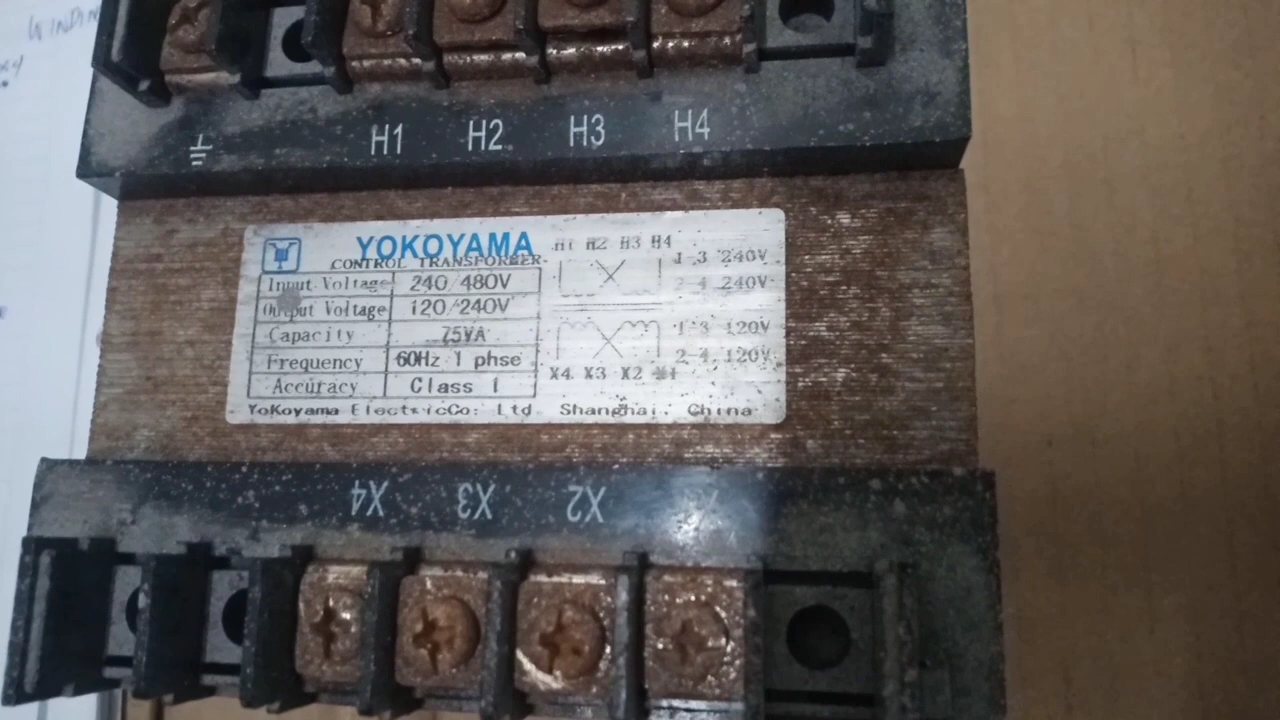 H1 H2 H3 H4
YOKOYAMA
CONTROL TRANSFORMER
Input Voltage 240/480V
Output Voltage 120/240V
Capacity 75VA
Frequency 60Hz 1 phse
Accuracy Class 1
H1 H2 H3 H4
1-3 240V
2-4 240V
1-3 120V
2-4 120V
X4 X3 X2 X1
YoKoyama ElectricCo: Ltd Shanghai. China
X4 X3 X2